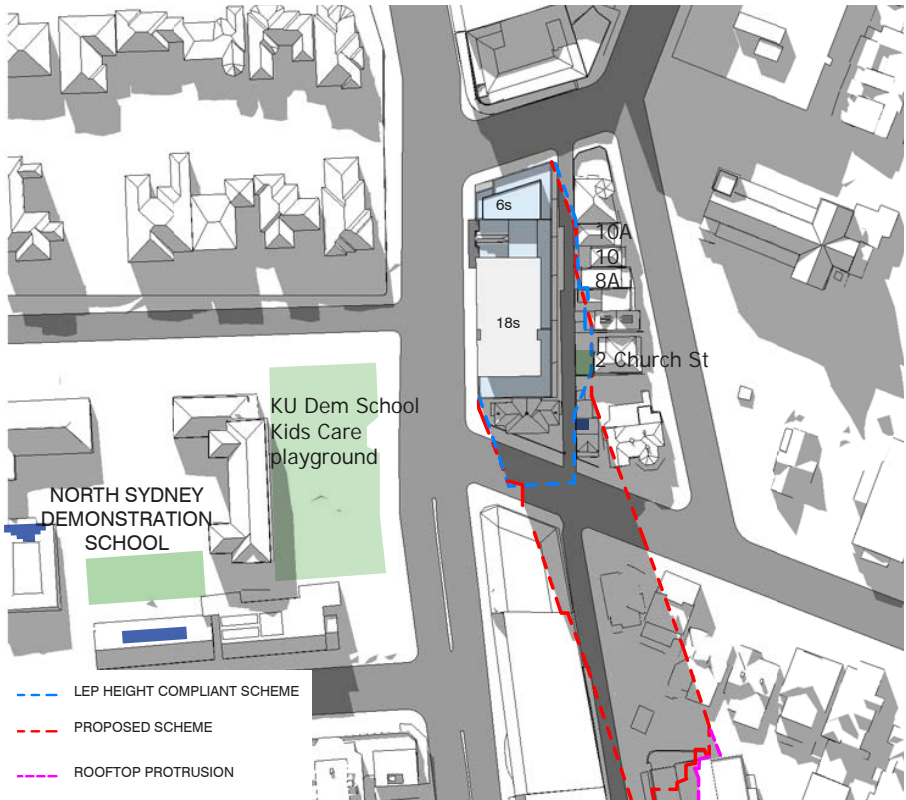 6s
10A
10
8A
18s
2 Church St
KU Dem School
Kids Care
playground
NORTH SYDNEY
DEMONSTRATION
SCHOOL
LEP HEIGHT COMPLIANT SCHEME
PROPOSED SCHEME
ROOFTOP PROTRUSION